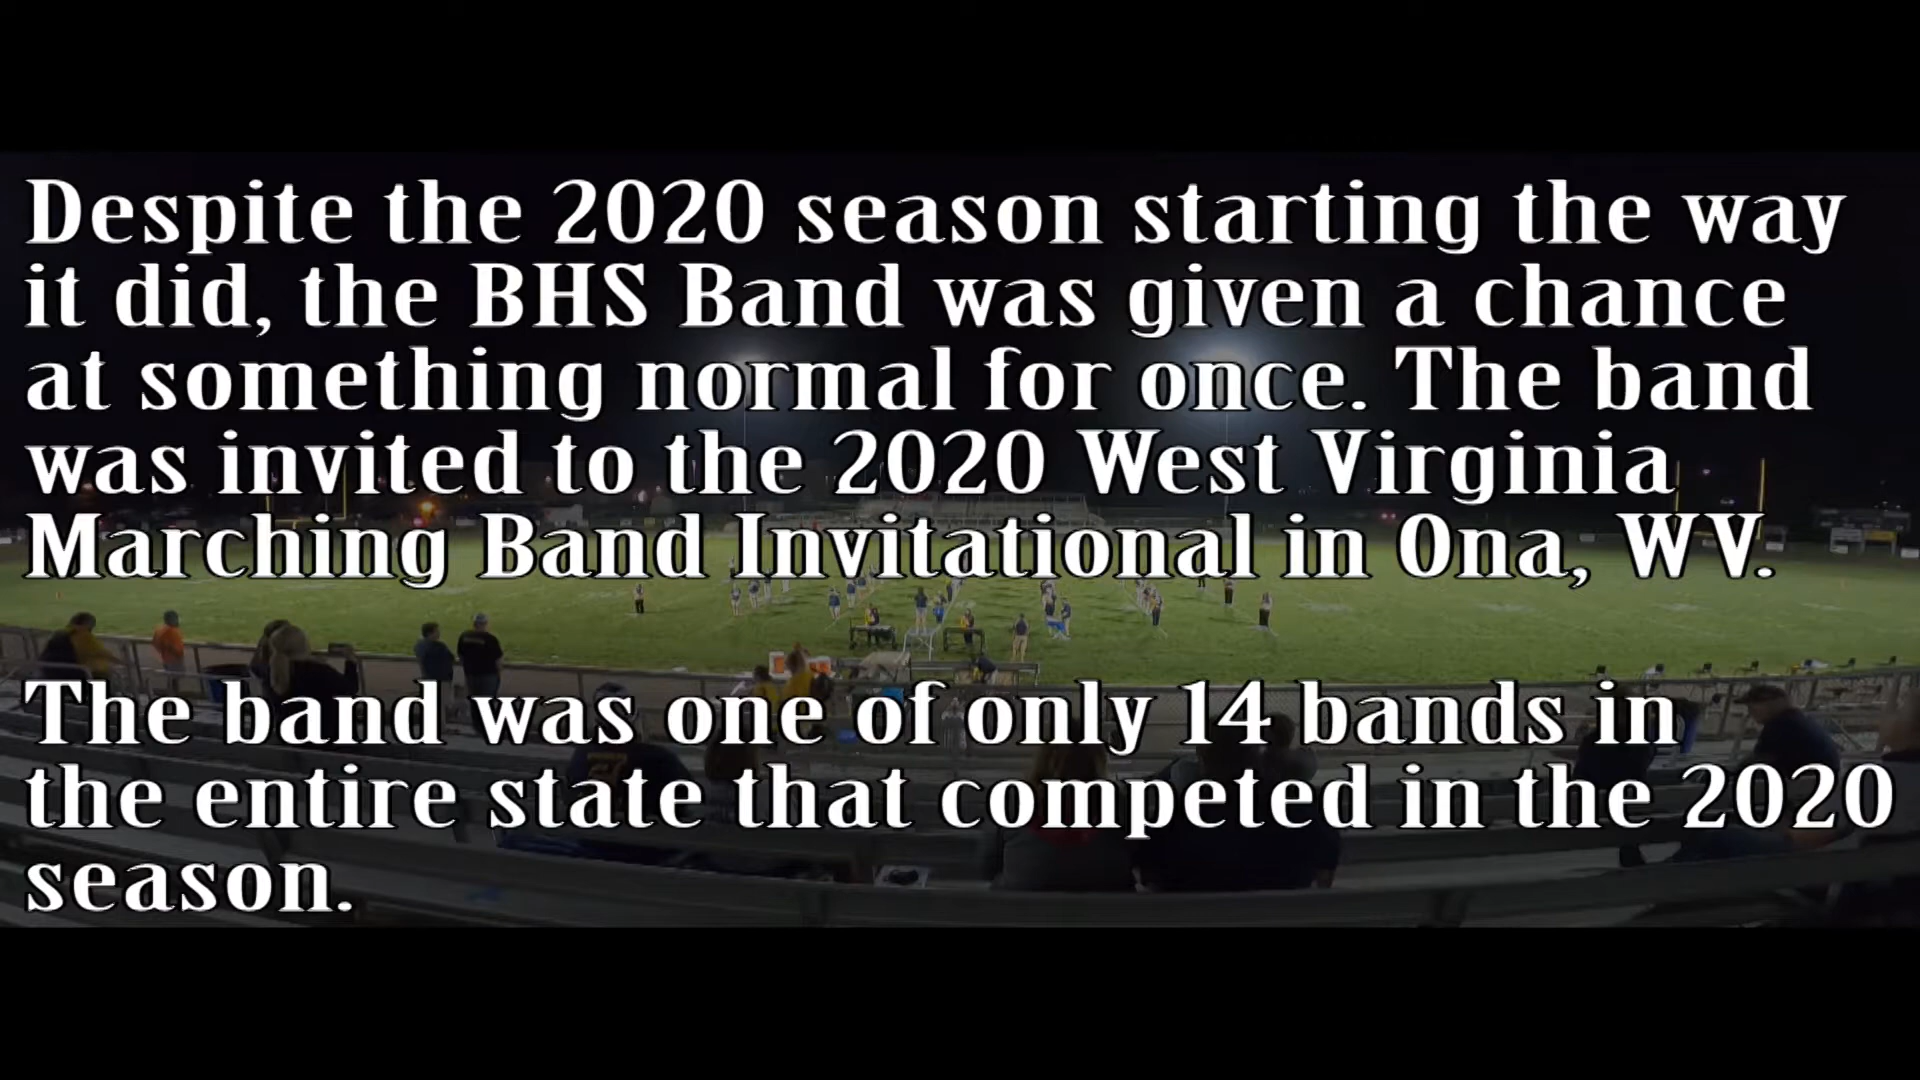 Despite the 2020 season starting the way
it did, the BHS Band was given a chance
at something normal for once. The band
was invited to the 2020 West Virginia
Marching Band Invitational in Ona, WV.
The band was one of only 14 bands in
the entire state that competed in the 2020
season.